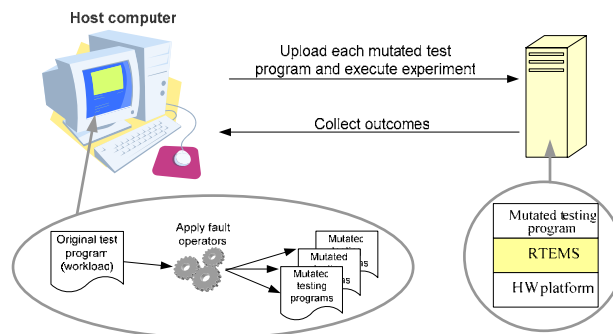 Host computer
Upload each mutated test
program and execute experiment
Collect outcomes
Original test
program
(workload)
Apply fault
operators
Mutated
Mutated
as
Mutated
testing
programs
Mutated testing
program
RTEMS
HW platform